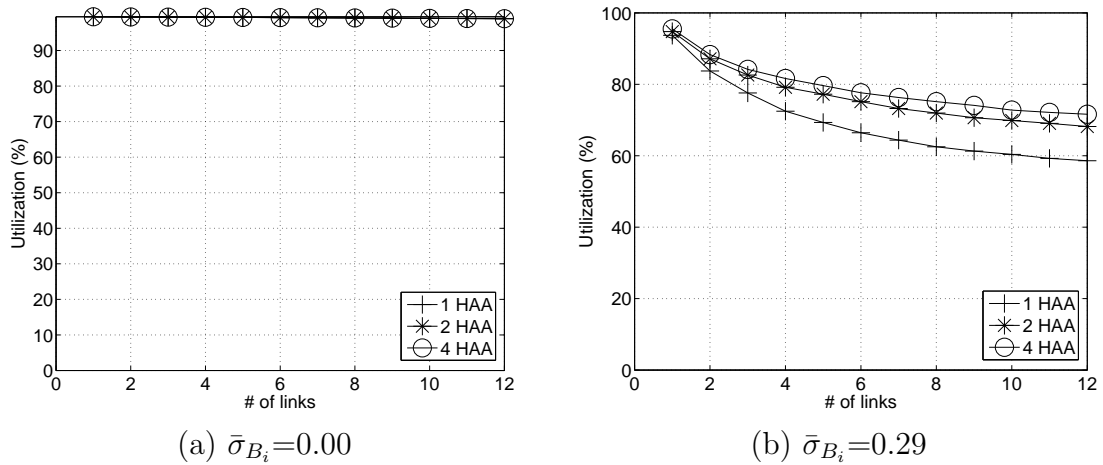 90
80
70
60
50
40
30
20
10
0
Utilization (%)
0 2 4 6 8 10 12
# of links
1 HAA
2 HAA
4 HAA
(a) σ̄_{B_i}=0.00
100
80
60
40
20
0
Utilization (%)
0 2 4 6 8 10 12
# of links
1 HAA
2 HAA
4 HAA
(b) σ̄_{B_i}=0.29